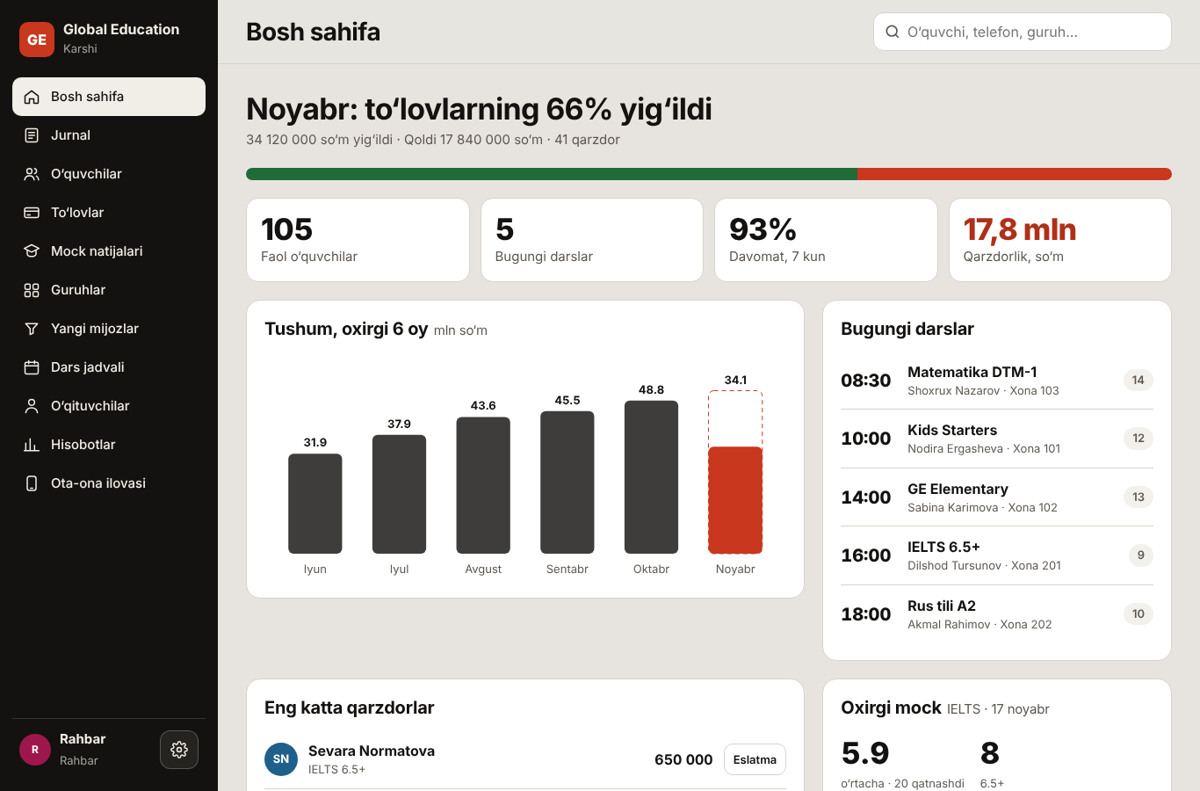 GE
Global Education
Karshi
Bosh sahifa
Jurnal
O‘quvchilar
To‘lovlar
Mock natijalari
Guruhlar
Yangi mijozlar
Dars jadvali
O‘qituvchilar
Hisobotlar
Ota-ona ilovasi
R
Rahbar
Rahbar
Bosh sahifa
O‘quvchi, telefon, guruh...
Noyabr: to‘lovlarning 66% yig‘ildi
34 120 000 so‘m yig‘ildi · Qoldi 17 840 000 so‘m · 41 qarzdor
105
Faol o‘quvchilar
5
Bugungi darslar
93%
Davomat, 7 kun
17,8 mln
Qarzdorlik, so‘m
Tushum, oxirgi 6 oy mln so‘m
31.9
37.9
43.6
45.5
48.8
34.1
Iyun
Iyul
Avgust
Sentabr
Oktabr
Noyabr
Bugungi darslar
08:30
Matematika DTM-1
Shoxrux Nazarov · Xona 103
14
10:00
Kids Starters
Nodira Ergasheva · Xona 101
12
14:00
GE Elementary
Sabina Karimova · Xona 102
13
16:00
IELTS 6.5+
Dilshod Tursunov · Xona 201
9
18:00
Rus tili A2
Akmal Rahimov · Xona 202
10
Eng katta qarzdorlar
SN
Sevara Normatova
IELTS 6.5+
650 000
Eslatma
Oxirgi mock IELTS · 17 noyabr
5.9
o‘rtacha · 20 qatnashdi
8
6.5+